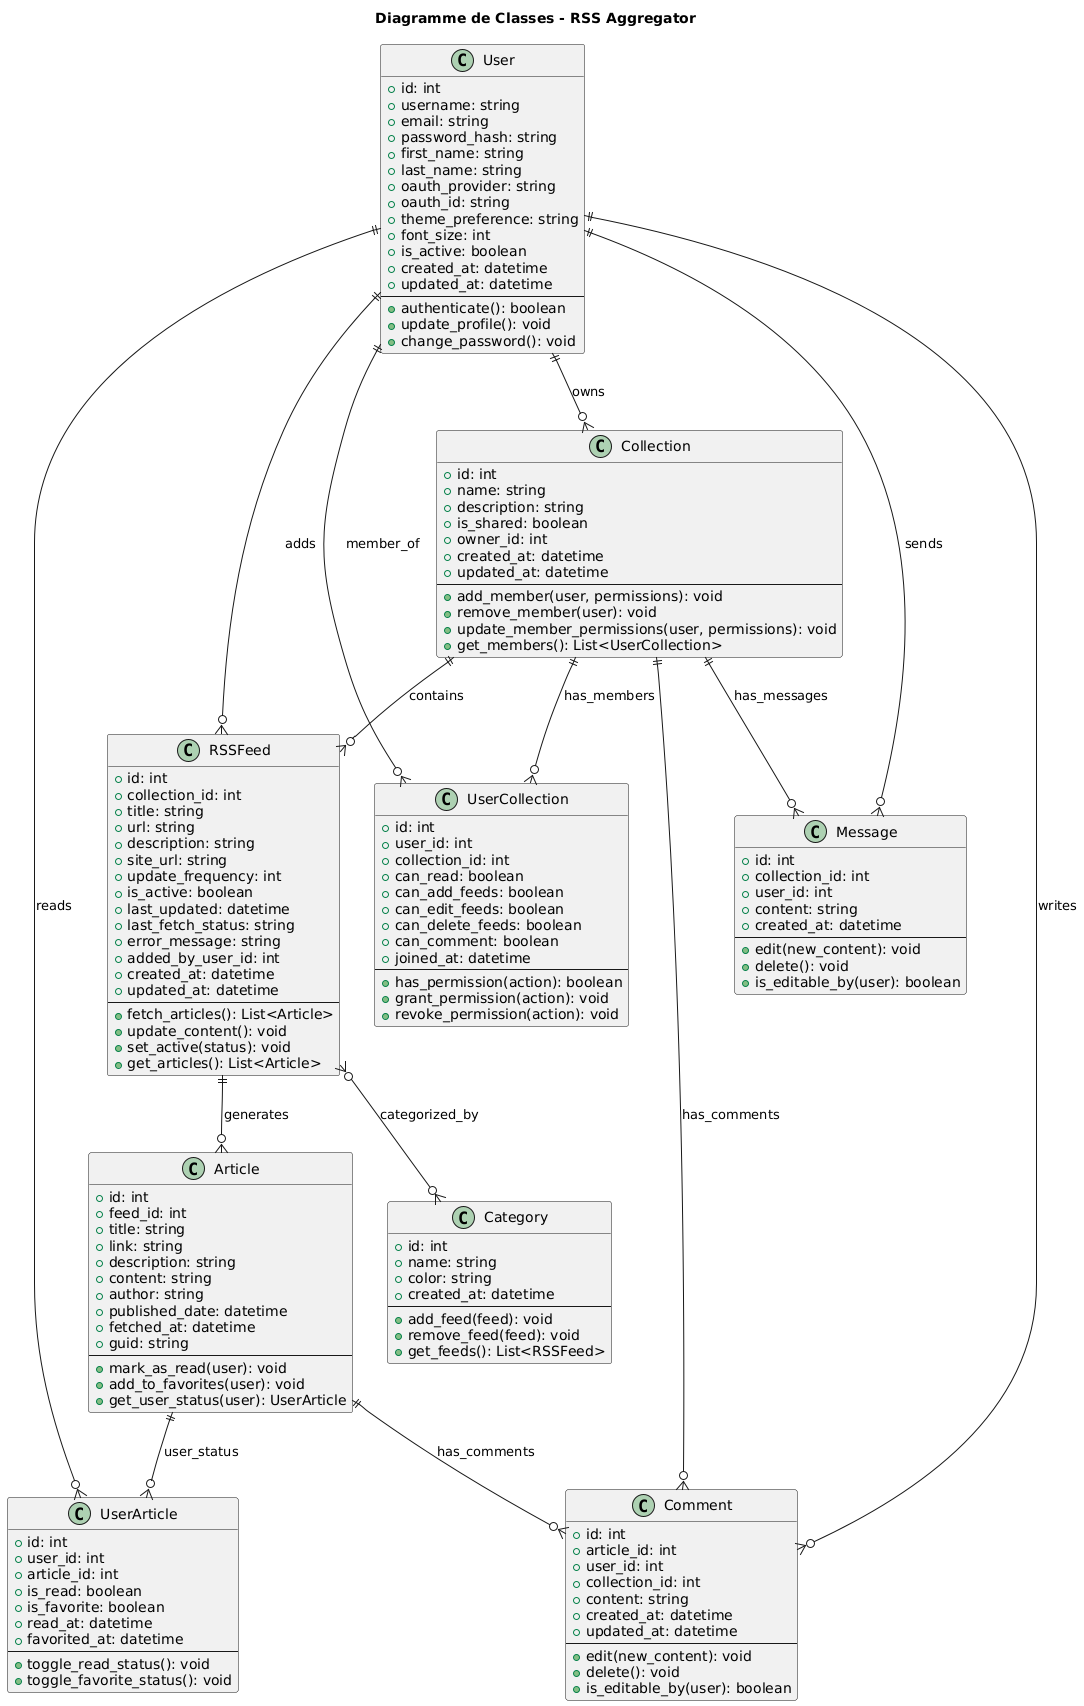 Diagramme de Classes - RSS Aggregator
C User
id: int
username: string
email: string
password_hash: string
first_name: string
last_name: string
oauth_provider: string
oauth_id: string
theme_preference: string
font_size: int
is_active: boolean
created_at: datetime
updated_at: datetime
authenticate(): boolean
update_profile(): void
change_password(): void
owns
C Collection
id: int
name: string
description: string
is_shared: boolean
owner_id: int
created_at: datetime
updated_at: datetime
add_member(user, permissions): void
remove_member(user): void
update_member_permissions(user, permissions): void
get_members(): List<UserCollection>
adds
member_of
sends
contains
has_members
has_messages
C RSSFeed
id: int
collection_id: int
title: string
url: string
description: string
site_url: string
update_frequency: int
is_active: boolean
last_updated: datetime
last_fetch_status: string
error_message: string
added_by_user_id: int
created_at: datetime
updated_at: datetime
fetch_articles(): List<Article>
update_content(): void
set_active(status): void
get_articles(): List<Article>
C UserCollection
id: int
user_id: int
collection_id: int
can_read: boolean
can_add_feeds: boolean
can_edit_feeds: boolean
can_delete_feeds: boolean
can_comment: boolean
joined_at: datetime
has_permission(action): boolean
grant_permission(action): void
revoke_permission(action): void
C Message
id: int
collection_id: int
user_id: int
content: string
created_at: datetime
edit(new_content): void
delete(): void
is_editable_by(user): boolean
reads
writes
generates
categorized_by
has_comments
C Article
id: int
feed_id: int
title: string
link: string
description: string
content: string
author: string
published_date: datetime
fetched_at: datetime
guid: string
mark_as_read(user): void
add_to_favorites(user): void
get_user_status(user): UserArticle
C Category
id: int
name: string
color: string
created_at: datetime
add_feed(feed): void
remove_feed(feed): void
get_feeds(): List<RSSFeed>
user_status
has_comments
C UserArticle
id: int
user_id: int
article_id: int
is_read: boolean
is_favorite: boolean
read_at: datetime
favorited_at: datetime
toggle_read_status(): void
toggle_favorite_status(): void
C Comment
id: int
article_id: int
user_id: int
collection_id: int
content: string
created_at: datetime
updated_at: datetime
edit(new_content): void
delete(): void
is_editable_by(user): boolean